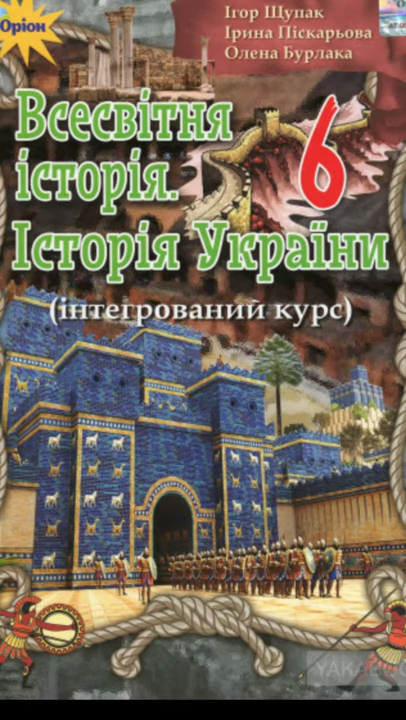 Оріон
Ігор Щупак
Ірина Піскарьова
Олена Бурлака
Всесвітня
історія.
6
Історія України
(інтегрований курс)